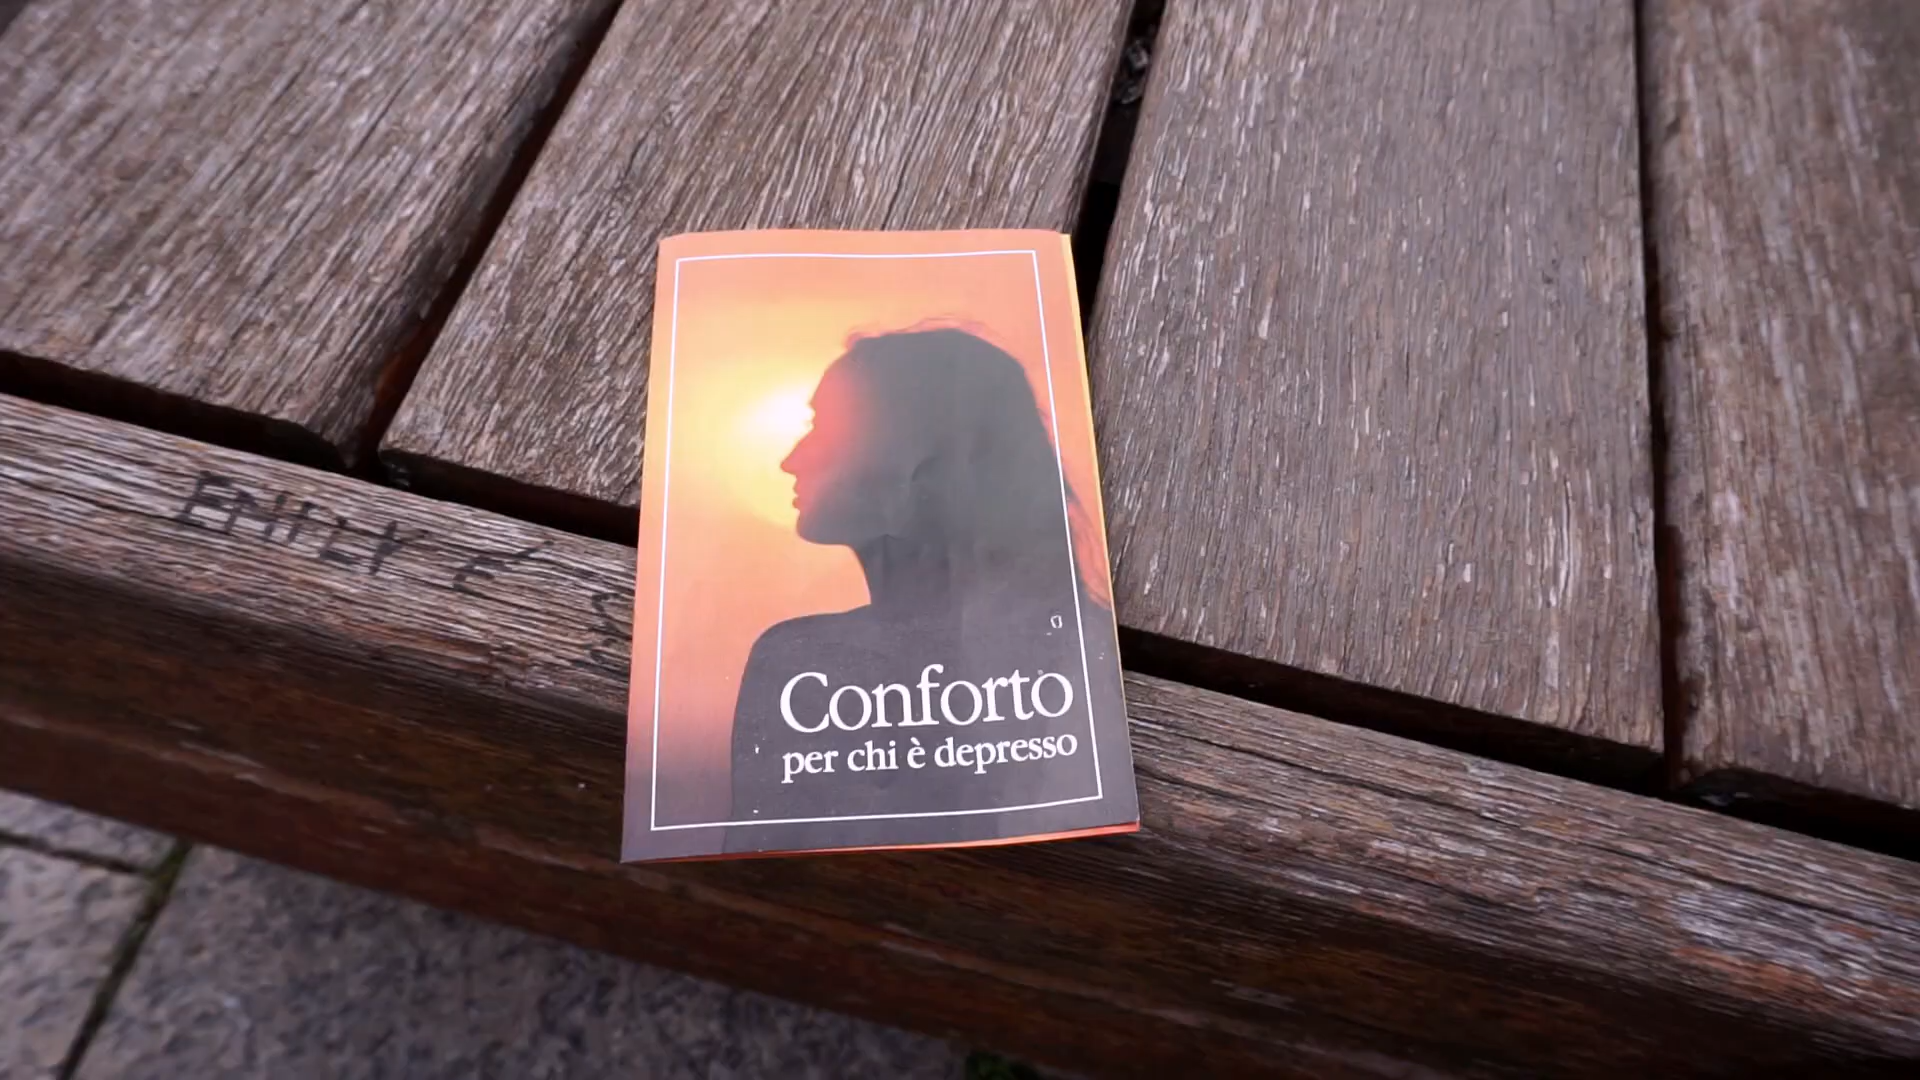 EMILY È
Conforto
per chi è depresso